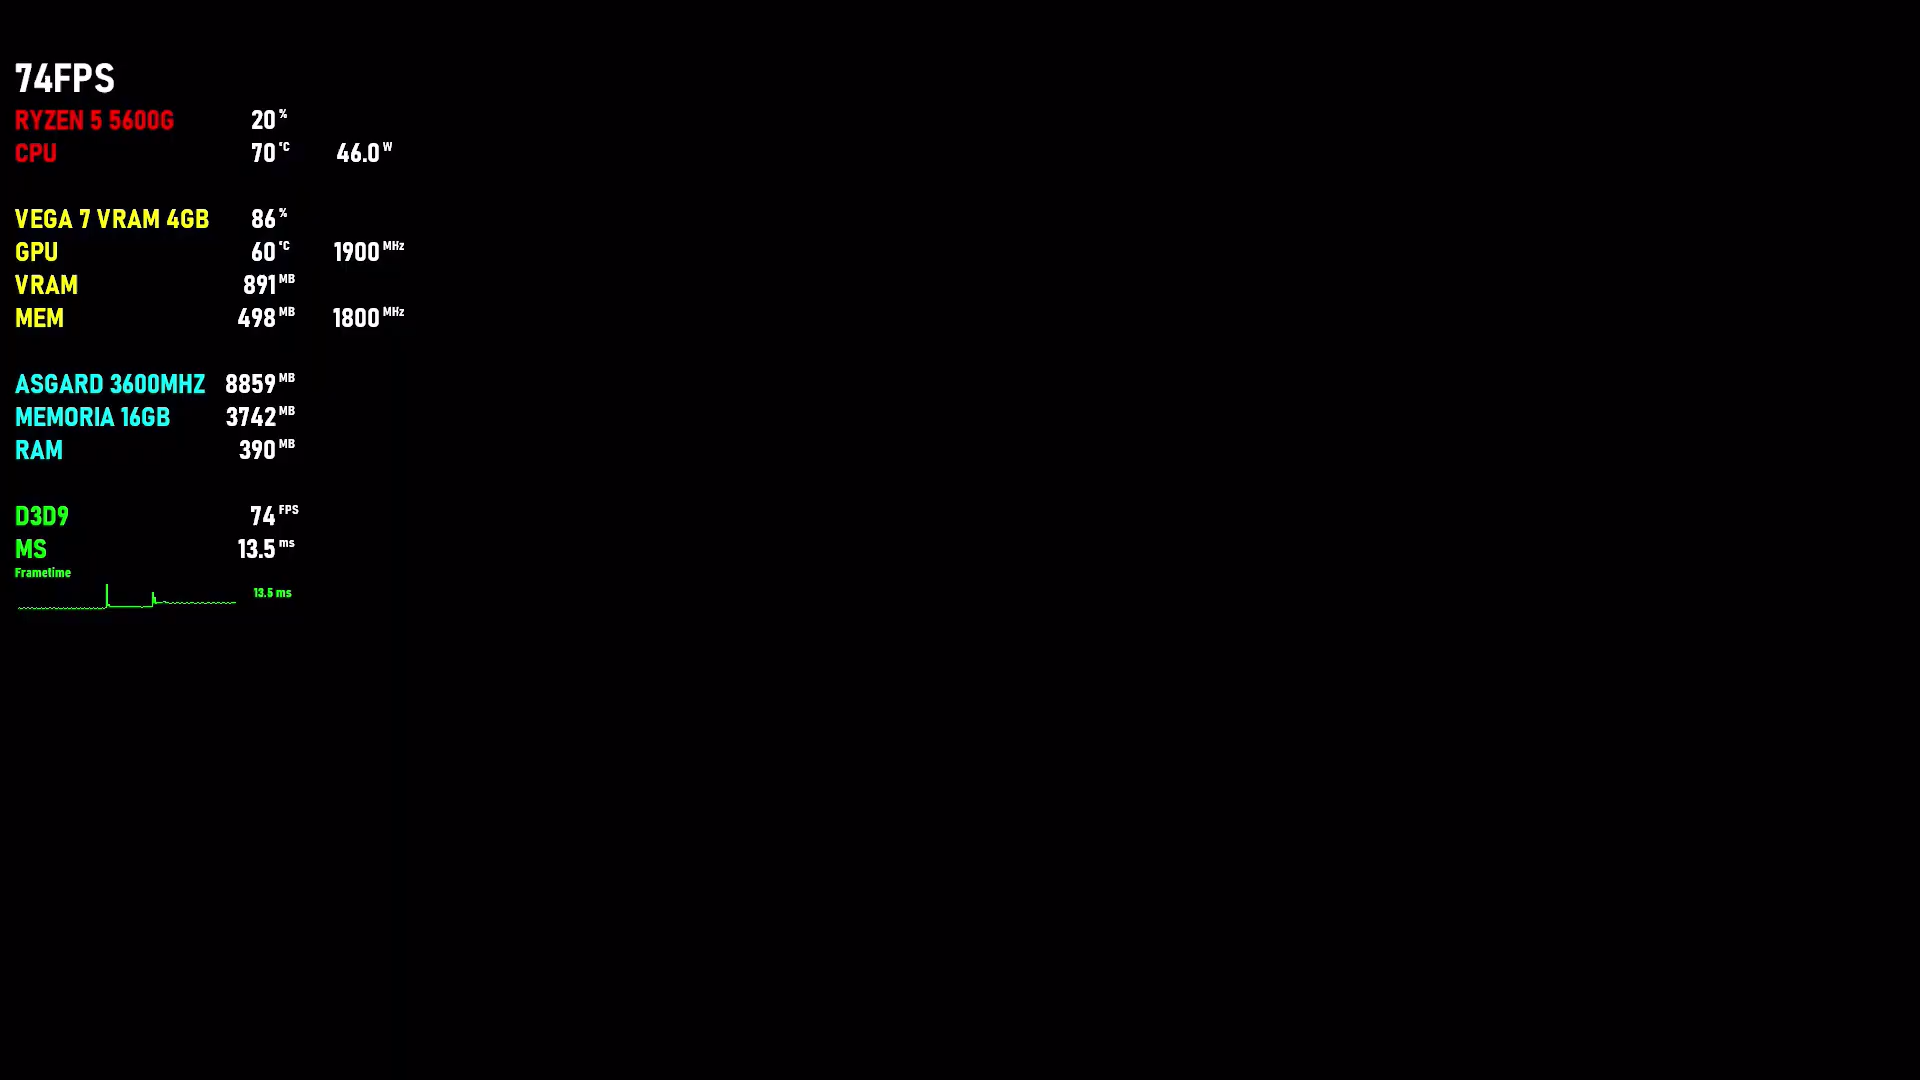 74FPS
RYZEN 5 5600G 20 %
CPU 70 °C 46.0 W
VEGA 7 VRAM 4GB 86 %
GPU 60 °C 1900 MHz
VRAM 891 MB
MEM 498 MB 1800 MHz
ASGARD 3600MHZ 8859 MB
MEMORIA 16GB 3742 MB
RAM 390 MB
D3D9 74 FPS
MS 13.5 ms
Frametime
13.5 ms